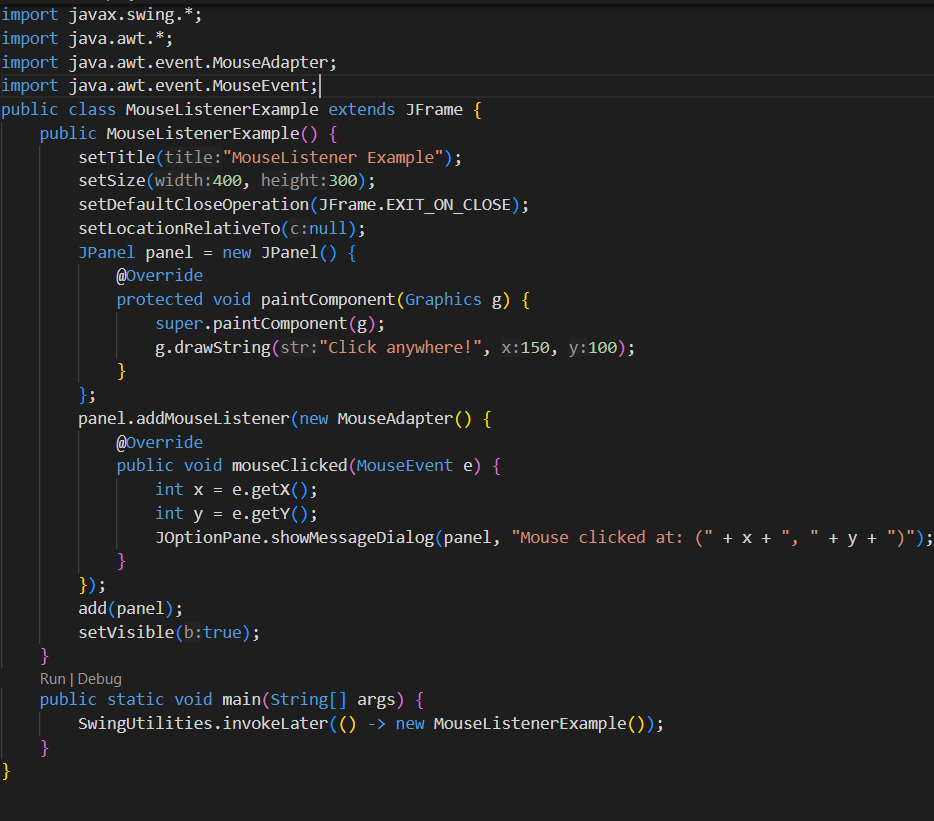 import javax.swing.*;
import java.awt.*;
import java.awt.event.MouseAdapter;
import java.awt.event.MouseEvent;
public class MouseListenerExample extends JFrame {
    public MouseListenerExample() {
        setTitle(title:"MouseListener Example");
        setSize(width:400, height:300);
        setDefaultCloseOperation(JFrame.EXIT_ON_CLOSE);
        setLocationRelativeTo(c:null);
        JPanel panel = new JPanel() {
            @Override
            protected void paintComponent(Graphics g) {
                super.paintComponent(g);
                g.drawString(str:"Click anywhere!", x:150, y:100);
            }
        };
        panel.addMouseListener(new MouseAdapter() {
            @Override
            public void mouseClicked(MouseEvent e) {
                int x = e.getX();
                int y = e.getY();
                JOptionPane.showMessageDialog(panel, "Mouse clicked at: (" + x + ", " + y + ")");
            }
        });
        add(panel);
        setVisible(b:true);
    }
    Run | Debug
    public static void main(String[] args) {
        SwingUtilities.invokeLater(() -> new MouseListenerExample());
    }
}